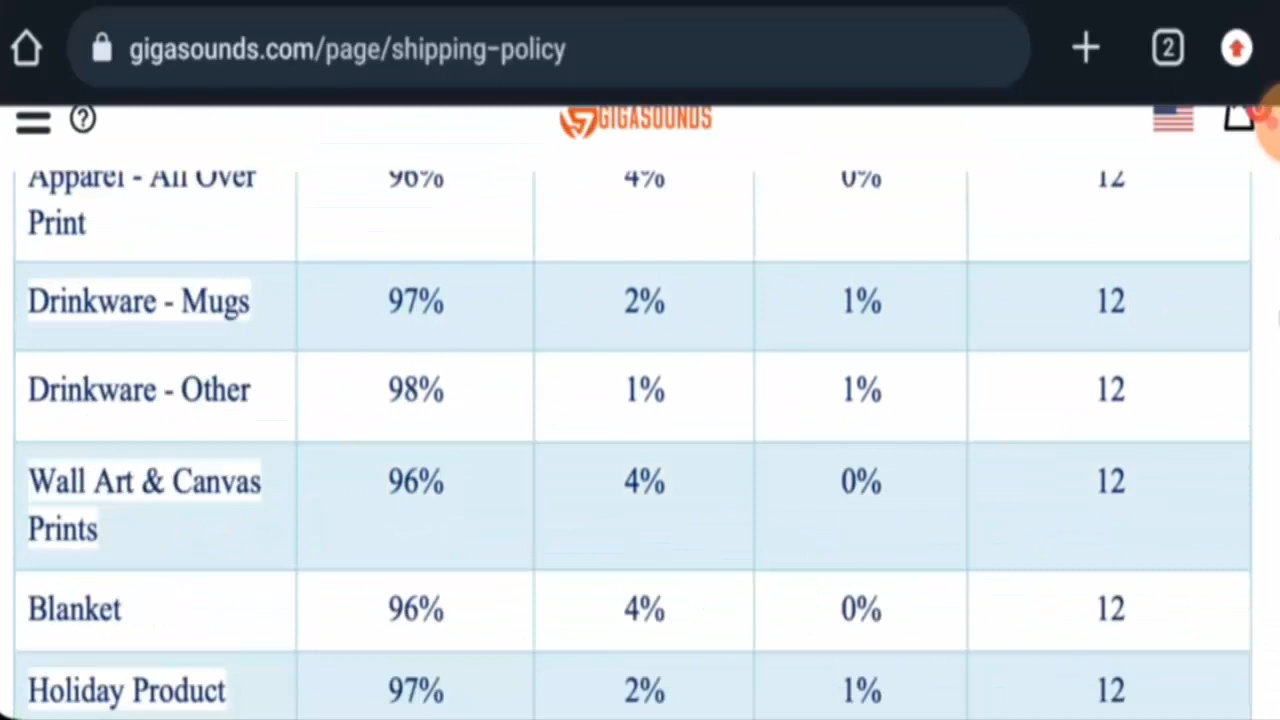 gigasounds.com/page/shipping-policy
2
GIGASOUNDS
Apparel - All Over 96% 4% 0% 12
Print
Drinkware - Mugs 97% 2% 1% 12
Drinkware - Other 98% 1% 1% 12
Wall Art & Canvas 96% 4% 0% 12
Prints
Blanket 96% 4% 0% 12
Holiday Product 97% 2% 1% 12